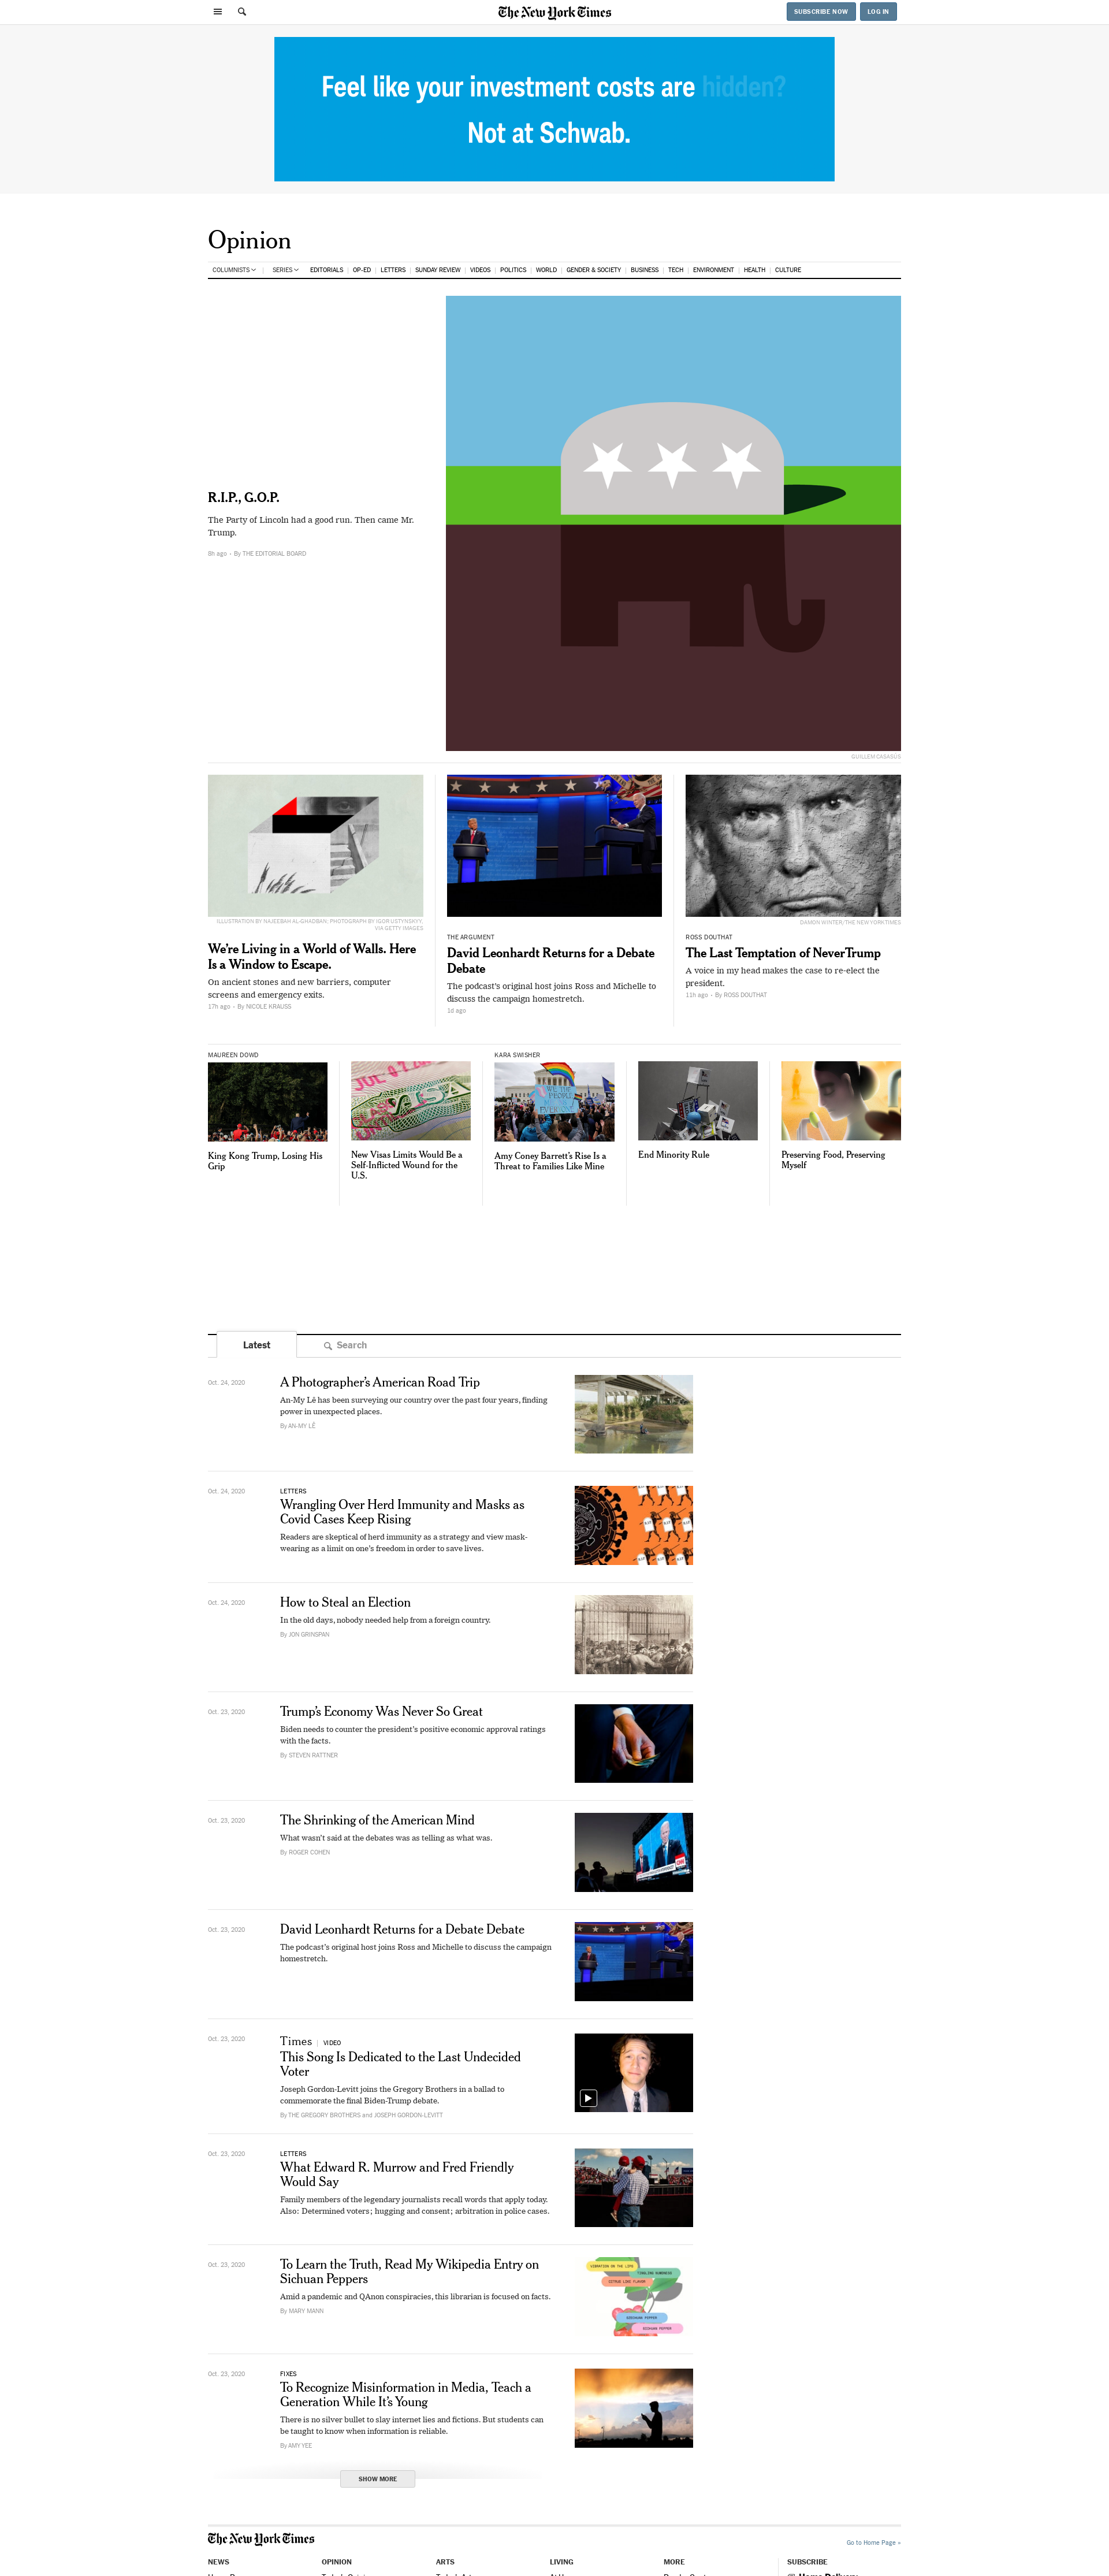 The New York Times
SUBSCRIBE NOW
LOG IN
Feel like your investment costs are hidden?
Not at Schwab.
Opinion
COLUMNISTS
SERIES
EDITORIALS
OP-ED
LETTERS
SUNDAY REVIEW
VIDEOS
POLITICS
WORLD
GENDER & SOCIETY
BUSINESS
TECH
ENVIRONMENT
HEALTH
CULTURE
R.I.P., G.O.P.
The Party of Lincoln had a good run. Then came Mr.
Trump.
8h ago • By THE EDITORIAL BOARD
GUILLEM CASASUS
ILLUSTRATION BY NAJEEBAH AL-GHADBAN; PHOTOGRAPH BY IGOR USTYNSKYY,
VIA GETTY IMAGES
We're Living in a World of Walls. Here
Is a Window to Escape.
On ancient stones and new barriers, computer
screens and emergency exits.
17h ago • By NICOLE KRAUSS
THE ARGUMENT
David Leonhardt Returns for a Debate
Debate
The podcast's original host joins Ross and Michelle to
discuss the campaign homestretch.
1d ago
DAMON WINTER/THE NEW YORK TIMES
ROSS DOUTHAT
The Last Temptation of NeverTrump
A voice in my head makes the case to re-elect the
president.
11h ago • By ROSS DOUTHAT
MAUREEN DOWD
King Kong Trump, Losing His
Grip
New Visas Limits Would Be a
Self-Inflicted Wound for the
U.S.
KARA SWISHER
Amy Coney Barrett's Rise Is a
Threat to Families Like Mine
End Minority Rule
Preserving Food, Preserving
Myself
Latest
Search
Oct. 24, 2020
A Photographer's American Road Trip
An-My Lê has been surveying our country over the past four years, finding
power in unexpected places.
By AN-MY LÊ
Oct. 24, 2020
LETTERS
Wrangling Over Herd Immunity and Masks as
Covid Cases Keep Rising
Readers are skeptical of herd immunity as a strategy and view mask-
wearing as a limit on one's freedom in order to save lives.
Oct. 24, 2020
How to Steal an Election
In the old days, nobody needed help from a foreign country.
By JON GRINSPAN
Oct. 23, 2020
Trump's Economy Was Never So Great
Biden needs to counter the president's positive economic approval ratings
with the facts.
By STEVEN RATTNER
Oct. 23, 2020
The Shrinking of the American Mind
What wasn't said at the debates was as telling as what was.
By ROGER COHEN
Oct. 23, 2020
David Leonhardt Returns for a Debate Debate
The podcast's original host joins Ross and Michelle to discuss the campaign
homestretch.
Oct. 23, 2020
Times | VIDEO
This Song Is Dedicated to the Last Undecided
Voter
Joseph Gordon-Levitt joins the Gregory Brothers in a ballad to
commemorate the final Biden-Trump debate.
By THE GREGORY BROTHERS and JOSEPH GORDON-LEVITT
Oct. 23, 2020
LETTERS
What Edward R. Murrow and Fred Friendly
Would Say
Family members of the legendary journalists recall words that apply today.
Also: Determined voters; hugging and consent; arbitration in police cases.
Oct. 23, 2020
To Learn the Truth, Read My Wikipedia Entry on
Sichuan Peppers
Amid a pandemic and QAnon conspiracies, this librarian is focused on facts.
By MARY MANN
Oct. 23, 2020
FIXES
To Recognize Misinformation in Media, Teach a
Generation While It's Young
There is no silver bullet to slay internet lies and fictions. But students can
be taught to know when information is reliable.
By AMY YEE
SHOW MORE
The New York Times
Go to Home Page »
NEWS
OPINION
ARTS
LIVING
MORE
SUBSCRIBE